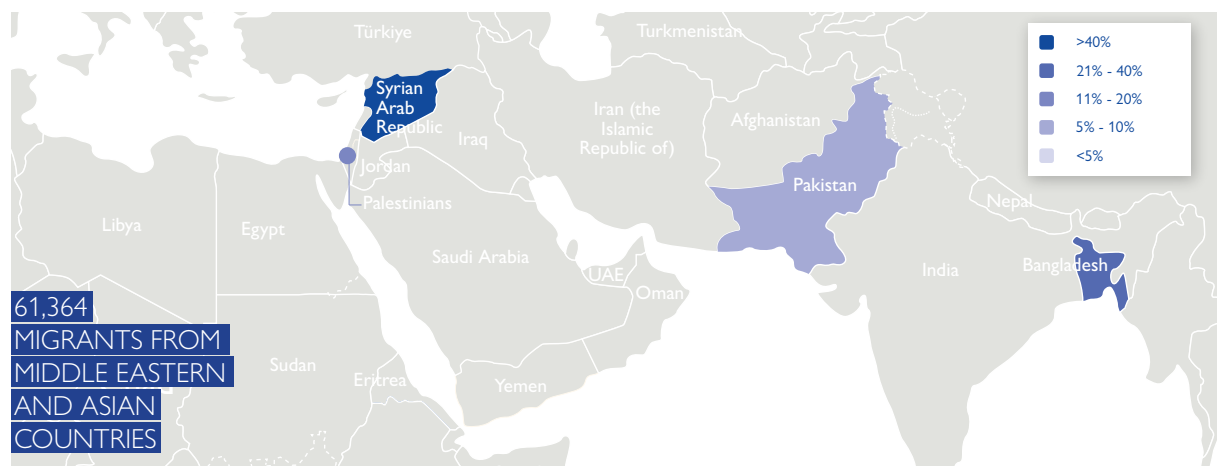 Türkiye
Turkmenistan
>40%
21% - 40%
11% - 20%
5% - 10%
<5%
Syrian
Arab
Republic
Iraq
Iran (the
Islamic
Republic of)
Afghanistan
Jordan
Palestinians
Pakistan
Nepal
Libya
Egypt
Saudi Arabia
UAE
Oman
India
Bangladesh
61,364
MIGRANTS FROM
MIDDLE EASTERN
AND ASIAN
COUNTRIES
Sudan
Eritrea
Yemen